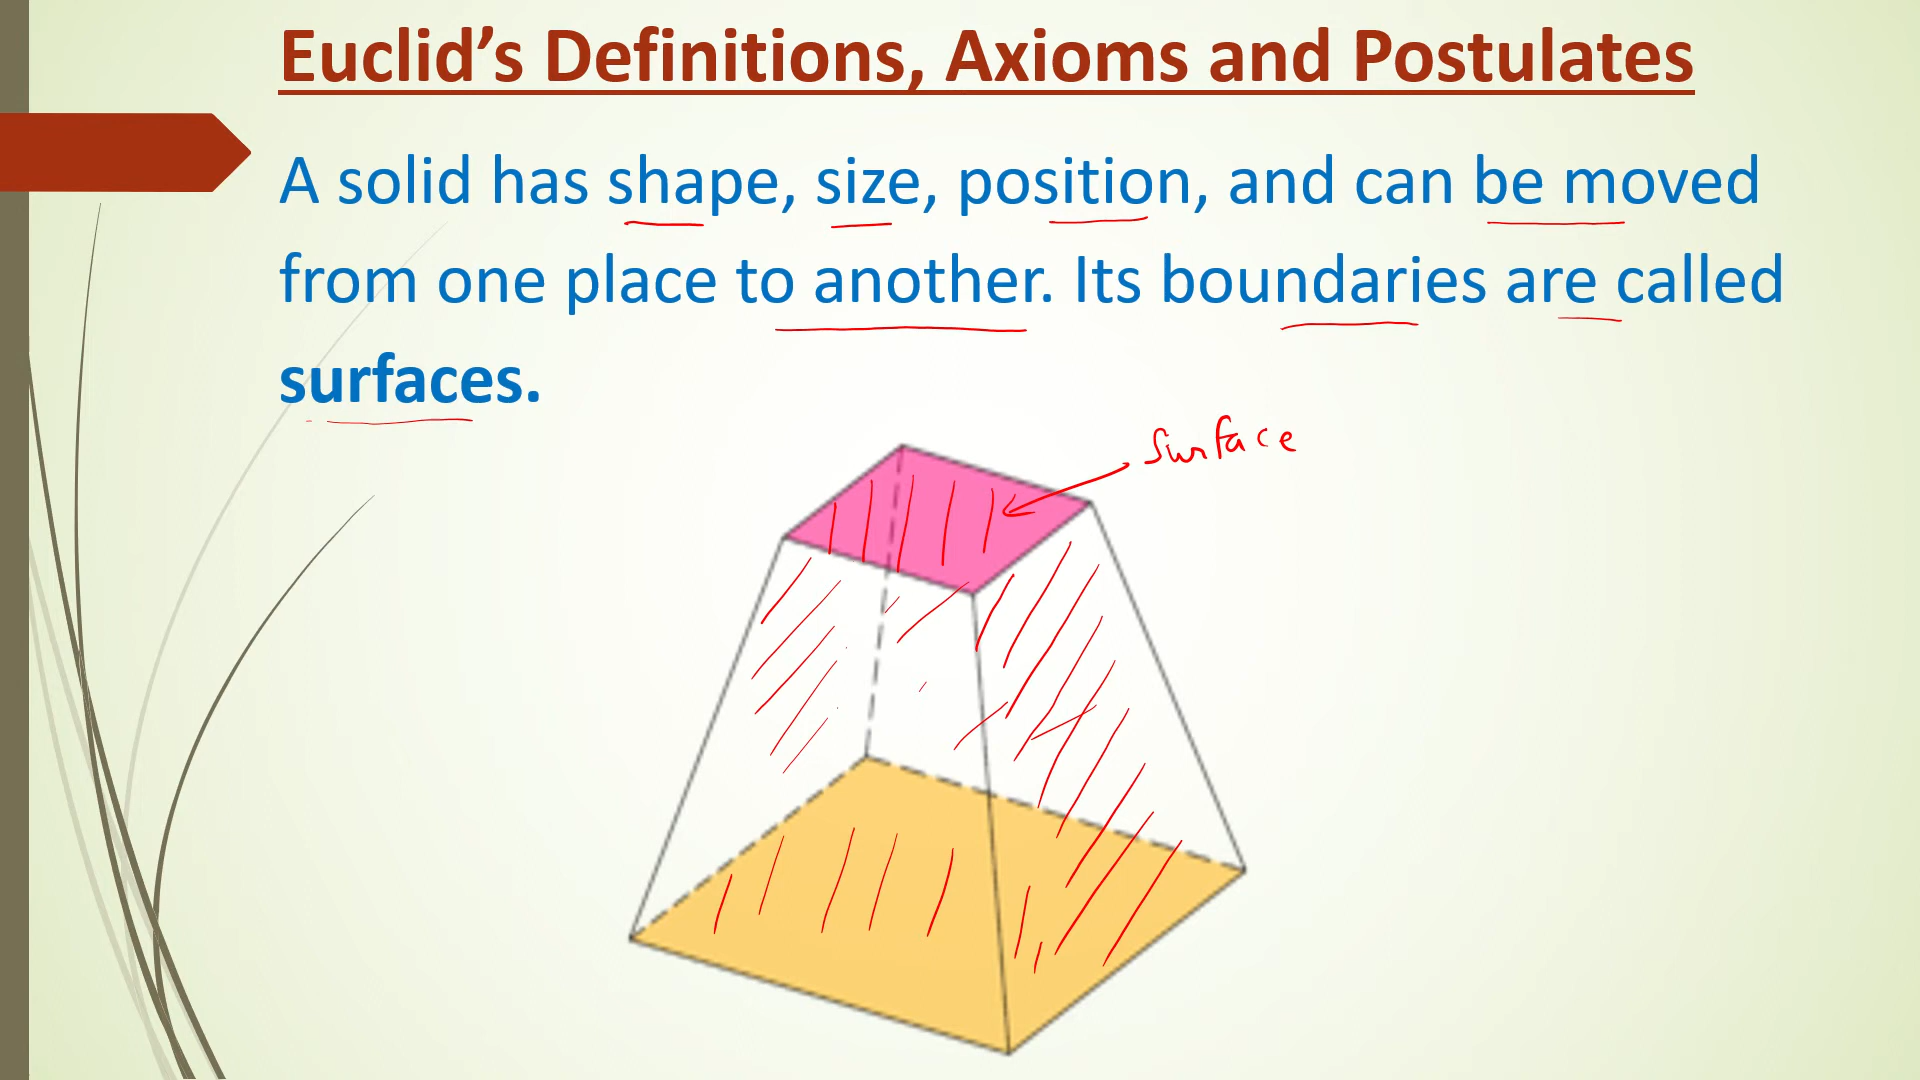 Euclid’s Definitions, Axioms and Postulates
A solid has shape, size, position, and can be moved
from one place to another. Its boundaries are called
surfaces.
Surface